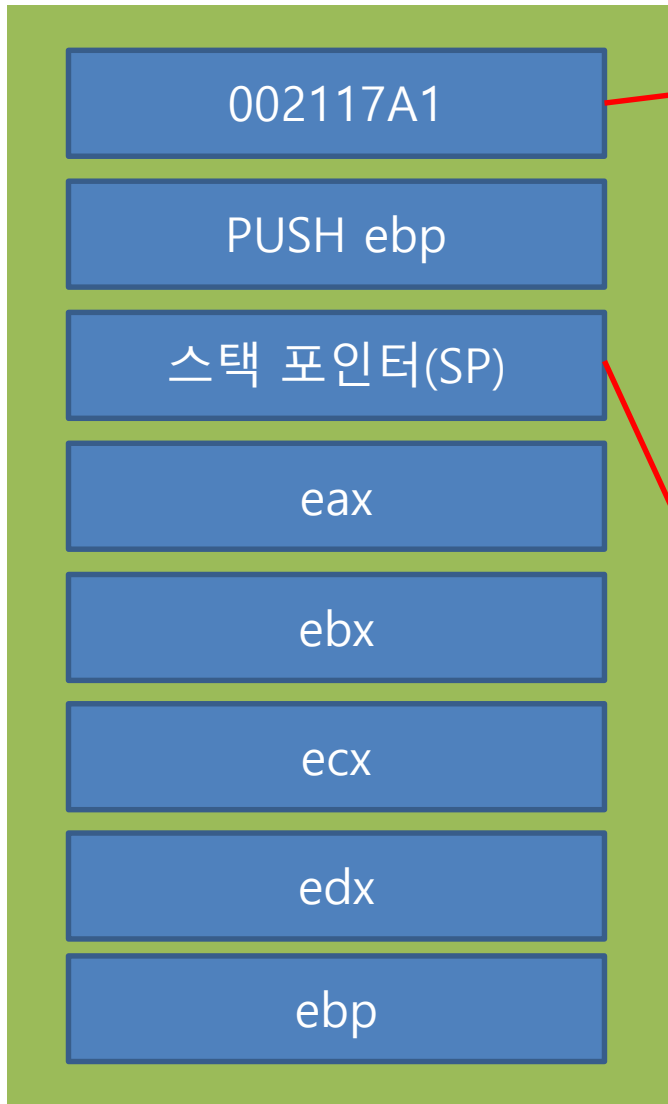 002117A1
PUSH ebp
스택 포인터(SP)
eax
ebx
ecx
edx
ebp